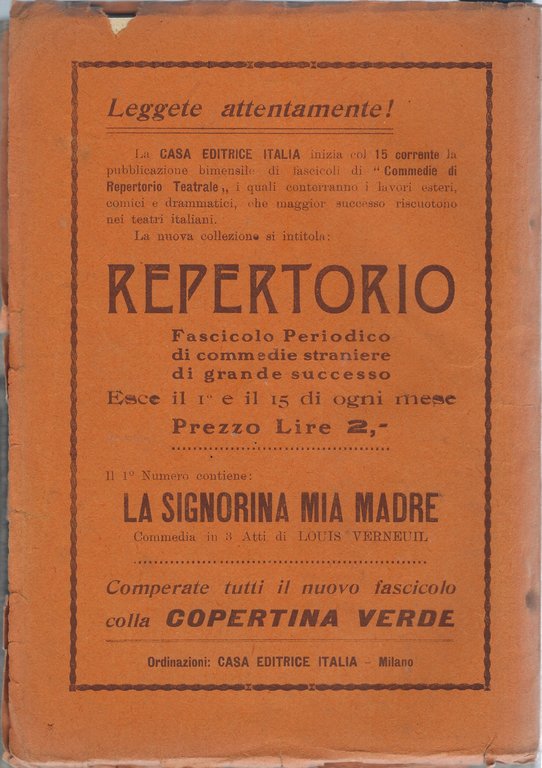 Leggete attentamente!
La CASA EDITRICE ITALIA inizia col 15 corrente la
pubblicazione bimensile di fascicoli di “Commedie di
Repertorio Teatrale„, i quali conterranno i lavori esteri,
comici e drammatici, che maggior successo riscuotono
nei teatri italiani.
La nuova collezione si intitola:
REPERTORIO
Fascicolo Periodico
di commedie straniere
di grande successo
Esce il 1° e il 15 di ogni mese
Prezzo Lire 2,-
Il 1° Numero contiene:
LA SIGNORINA MIA MADRE
Commedia in 3 Atti di LOUIS VERNEUIL
Comperate tutti il nuovo fascicolo
colla COPERTINA VERDE
Ordinazioni: CASA EDITRICE ITALIA - Milano